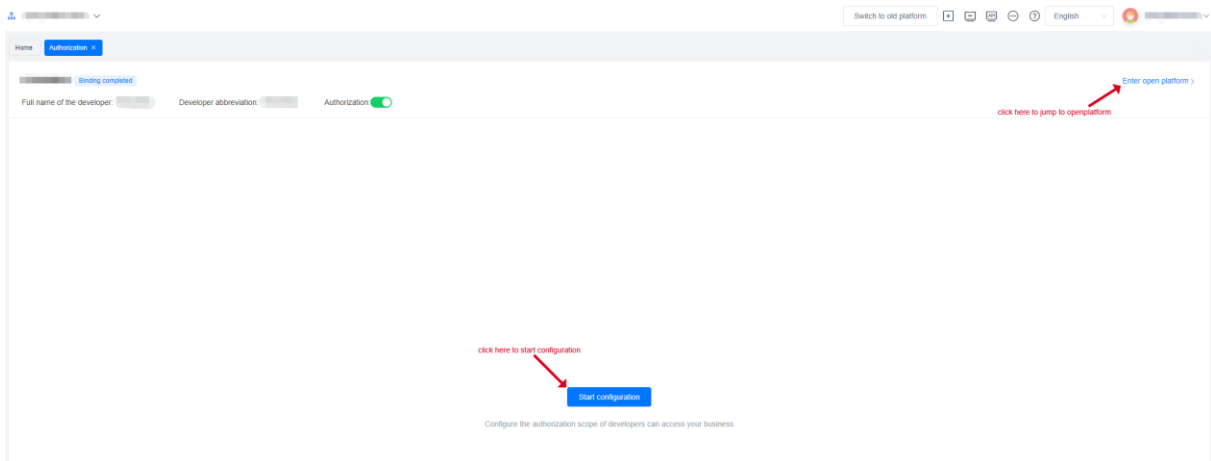 Switch to old platform API English
Home Authorization ×
Binding completed Enter open platform >
Full name of the developer: Developer abbreviation: Authorization:
click here to jump to openplatform
click here to start configuration
Start configuration
Configure the authorization scope of developers can access your business